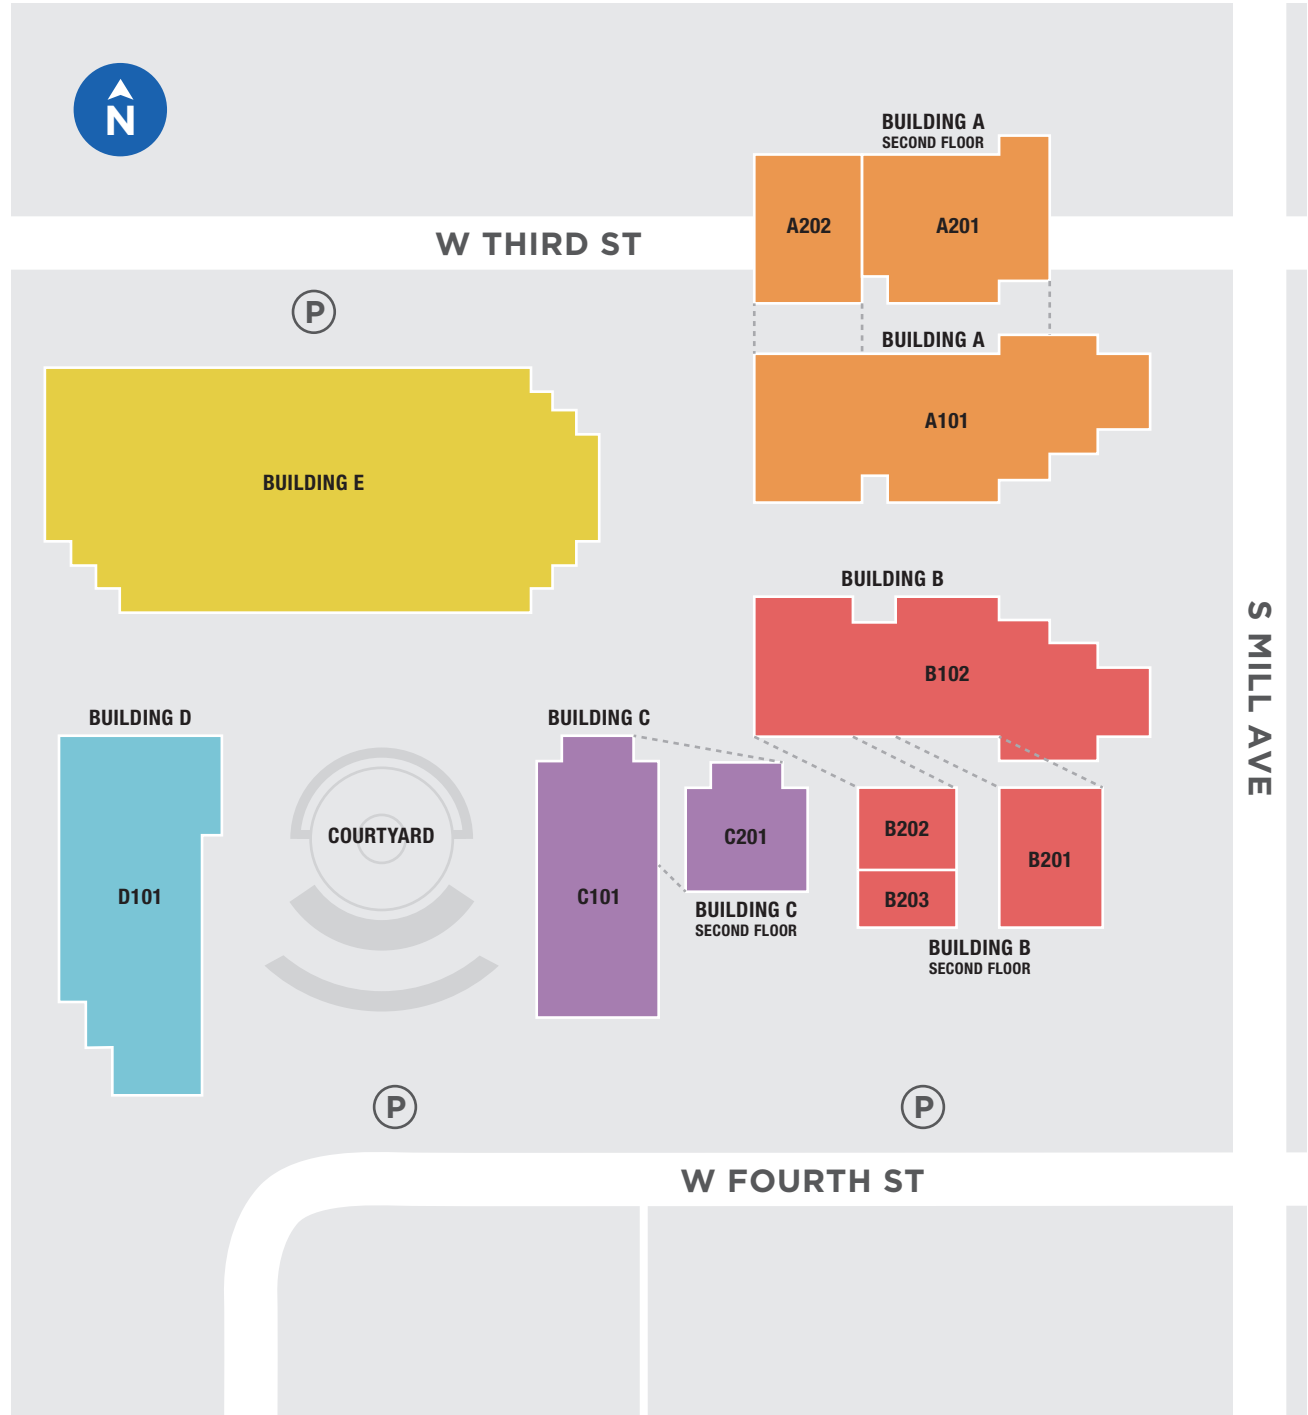 N
BUILDING A
SECOND FLOOR
A202
A201
W THIRD ST
P
BUILDING A
A101
BUILDING E
BUILDING B
B102
S MILL AVE
BUILDING D
BUILDING C
COURTYARD
D101
C101
C201
B202
B201
B203
BUILDING C
SECOND FLOOR
BUILDING B
SECOND FLOOR
P
P
W FOURTH ST